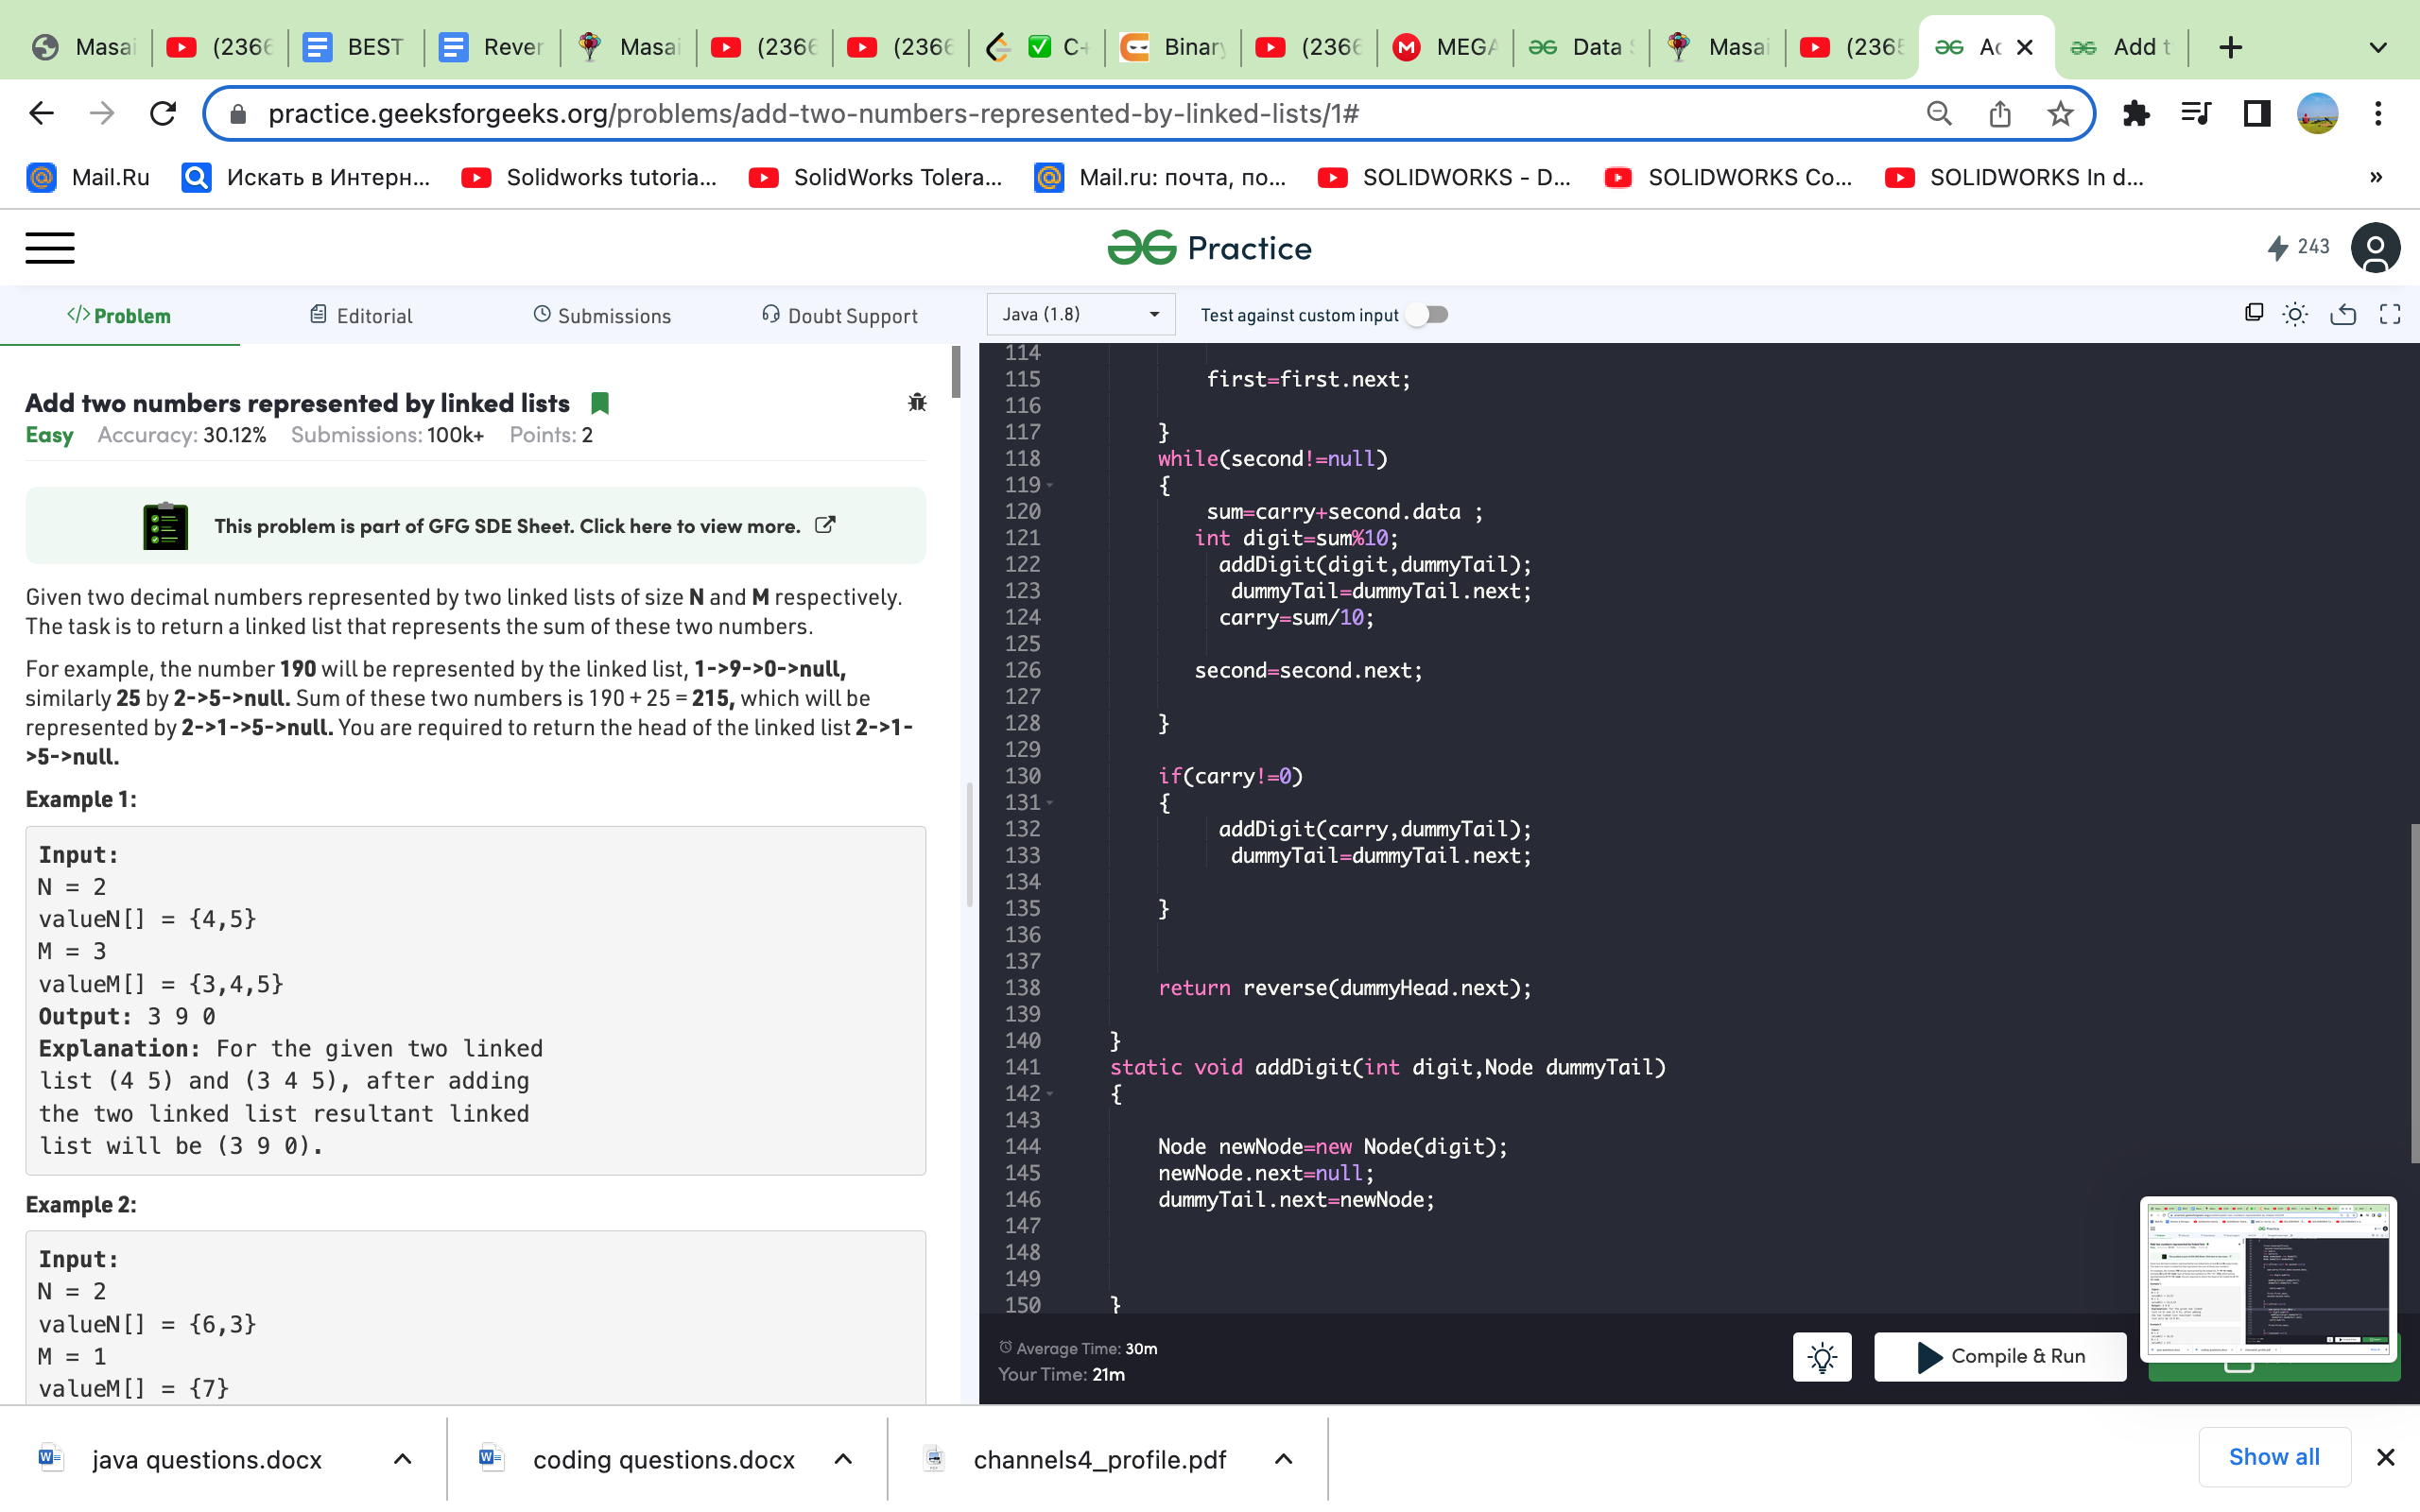 Masai
(2366
BEST
Rever
Masai
(2366
(2366
C+
Binary
(2366
MEGA
Data S
Masai
(2365
Ac
Add t
practice.geeksforgeeks.org/problems/add-two-numbers-represented-by-linked-lists/1#
Mail.Ru
Искать в Интерн...
Solidworks tutoria...
SolidWorks Tolera...
Mail.ru: почта, по...
SOLIDWORKS - D...
SOLIDWORKS Co...
SOLIDWORKS In d...
»
Practice
243
</> Problem
Editorial
Submissions
Doubt Support
Java (1.8)
Test against custom input
Add two numbers represented by linked lists
Easy Accuracy: 30.12% Submissions: 100k+ Points: 2
This problem is part of GFG SDE Sheet. Click here to view more.
Given two decimal numbers represented by two linked lists of size N and M respectively.
The task is to return a linked list that represents the sum of these two numbers.
For example, the number 190 will be represented by the linked list, 1->9->0->null,
similarly 25 by 2->5->null. Sum of these two numbers is 190 + 25 = 215, which will be
represented by 2->1->5->null. You are required to return the head of the linked list 2->1-
>5->null.
Example 1:
Input:
N = 2
valueN[] = {4,5}
M = 3
valueM[] = {3,4,5}
Output: 3 9 0
Explanation: For the given two linked
list (4 5) and (3 4 5), after adding
the two linked list resultant linked
list will be (3 9 0).
Example 2:
Input:
N = 2
valueN[] = {6,3}
M = 1
valueM[] = {7}
114
115 first=first.next;
116
117 }
118 while(second!=null)
119 {
120 sum=carry+second.data ;
121 int digit=sum%10;
122 addDigit(digit,dummyTail);
123 dummyTail=dummyTail.next;
124 carry=sum/10;
125
126 second=second.next;
127
128 }
129
130 if(carry!=0)
131 {
132 addDigit(carry,dummyTail);
133 dummyTail=dummyTail.next;
134
135 }
136
137
138 return reverse(dummyHead.next);
139
140 }
141 static void addDigit(int digit,Node dummyTail)
142 {
143
144 Node newNode=new Node(digit);
145 newNode.next=null;
146 dummyTail.next=newNode;
147
148
149
150 }
Average Time: 30m
Your Time: 21m
Compile & Run
java questions.docx
coding questions.docx
channels4_profile.pdf
Show all